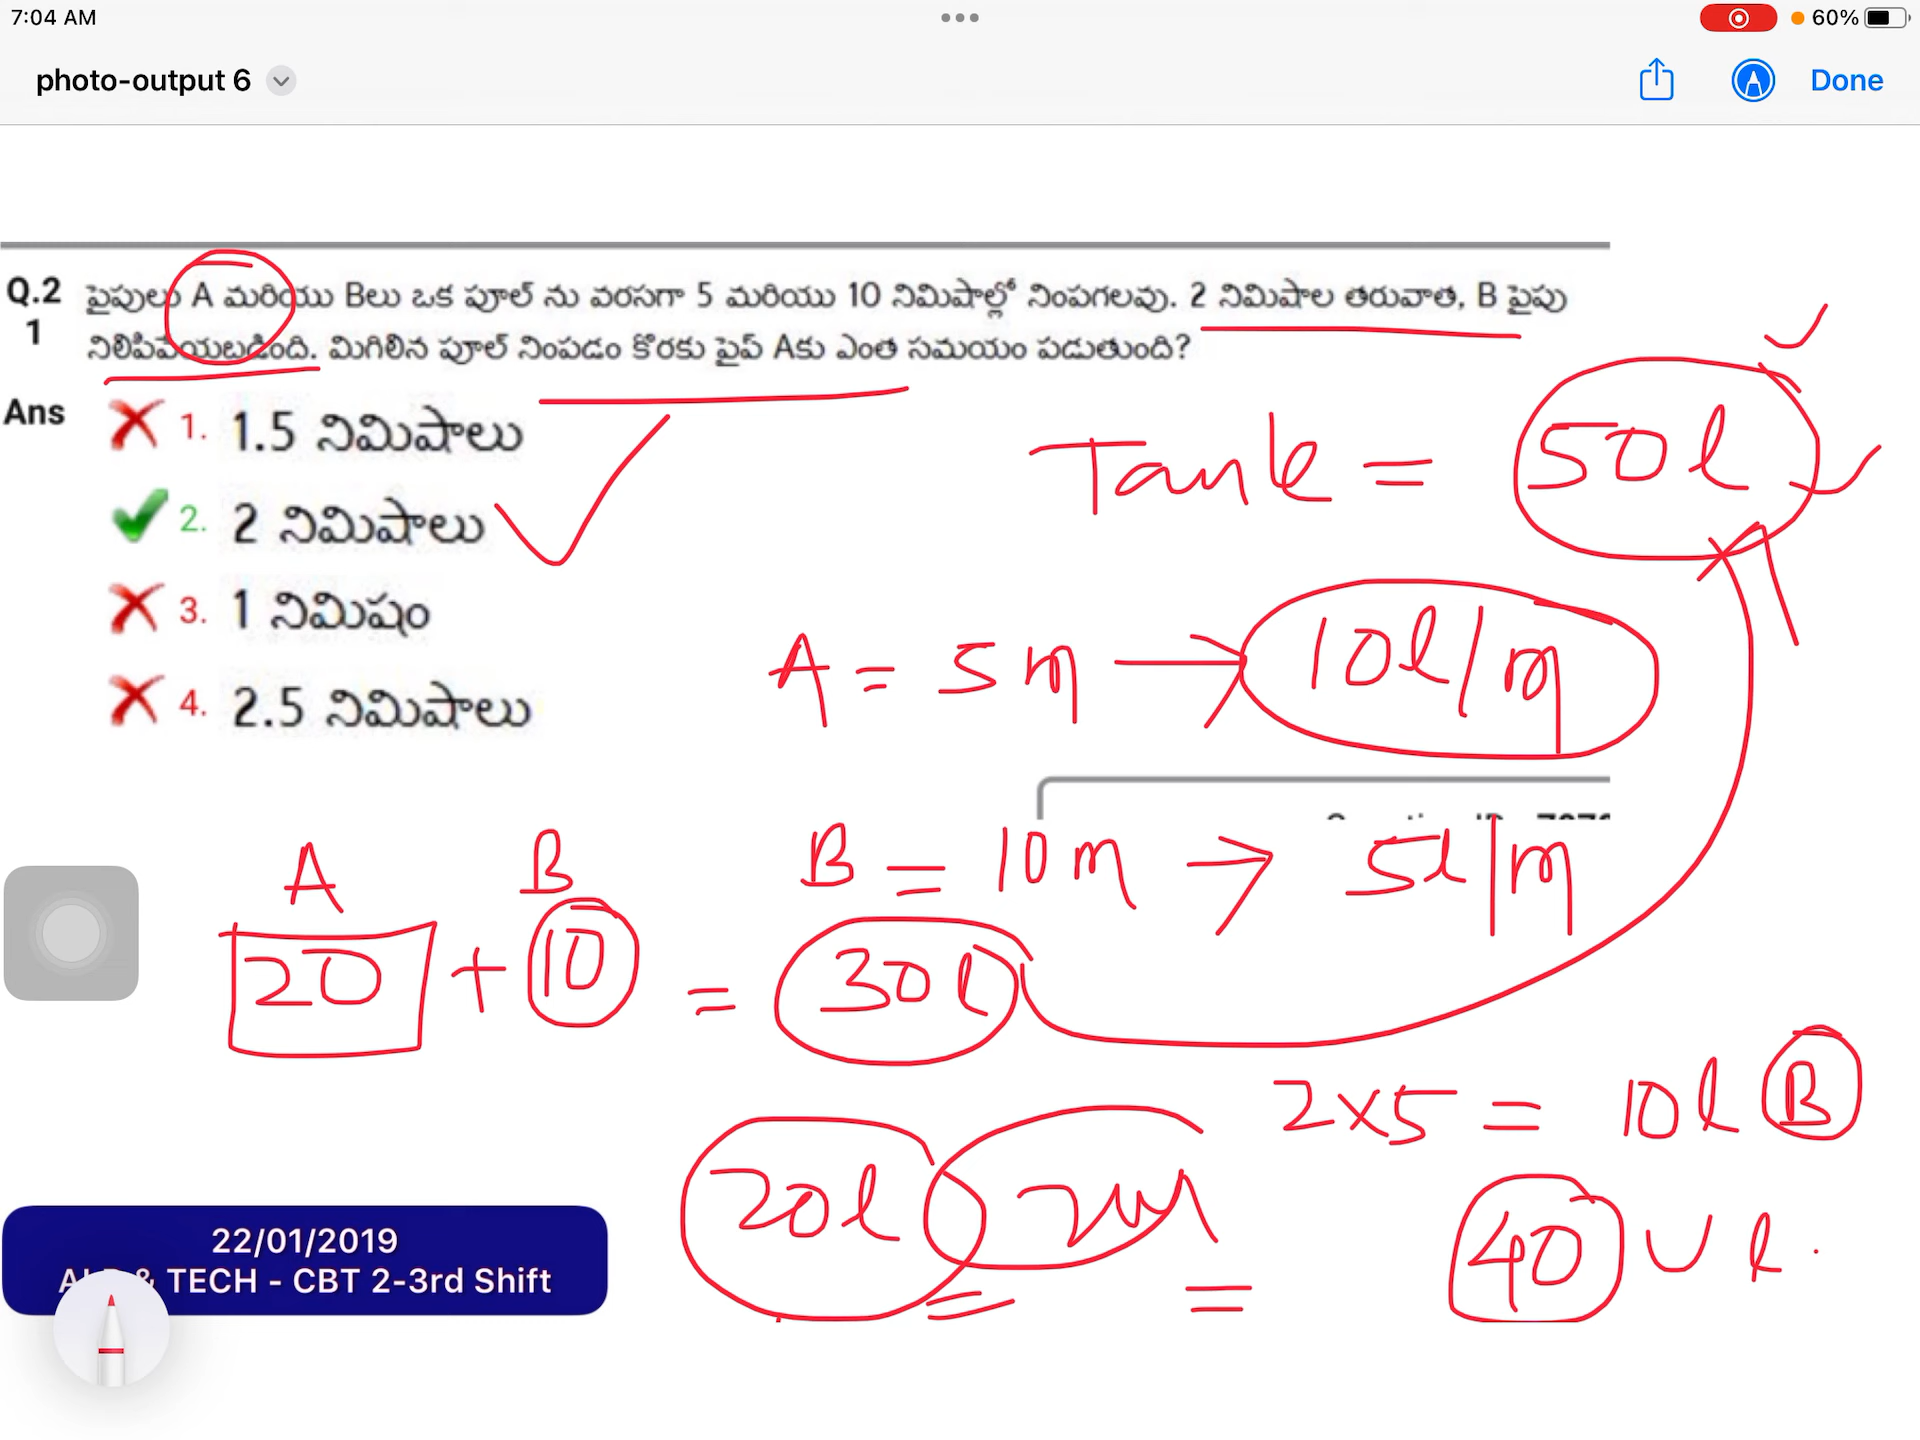 7:04 AM
60%
photo-output 6
Done
Q.2 పైపులు A మరియు Bలు ఒక పూల్ ను వరసగా 5 మరియు 10 నిమిషాల్లో నింపగలవు. 2 నిమిషాల తరువాత, B పైపు
1 నిలిపివేయబడింది. మిగిలిన పూల్ నింపడం కొరకు పైప్ Aకు ఎంత సమయం పడుతుంది?
Ans
1. 1.5 నిమిషాలు
2. 2 నిమిషాలు
3. 1 నిమిషం
4. 2.5 నిమిషాలు
Tank = 50l
A = 5 m → 10l/m
B = 10 m → 5l/m
A B
20 + 10 = 30l
2x5 = 10l B
20l 2m =
40 l.
22/01/2019
TECH - CBT 2-3rd Shift